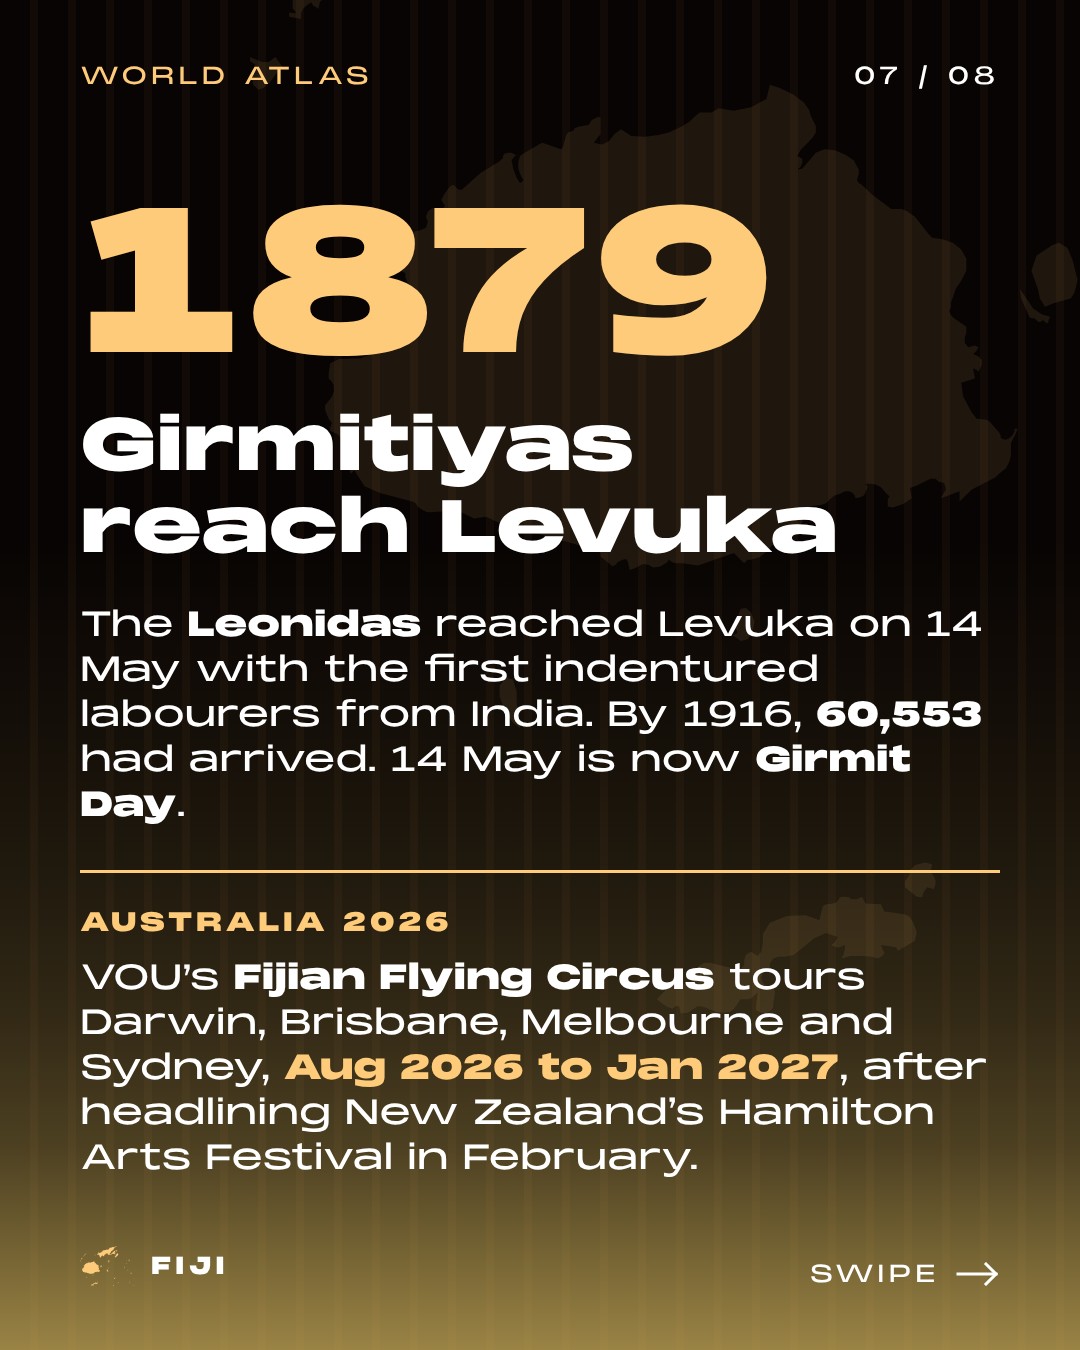 WORLD ATLAS
07 / 08
1879
Girmitiyas
reach Levuka
The Leonidas reached Levuka on 14
May with the first indentured
labourers from India. By 1916, 60,553
had arrived. 14 May is now Girmit
Day.
AUSTRALIA 2026
VOU’s Fijian Flying Circus tours
Darwin, Brisbane, Melbourne and
Sydney, Aug 2026 to Jan 2027, after
headlining New Zealand’s Hamilton
Arts Festival in February.
FIJI
SWIPE →